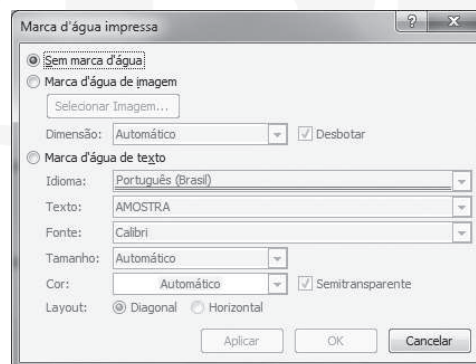 Marca d'água impressa
Sem marca d'água
Marca d'água de imagem
Selecionar Imagem...
Dimensão: Automático Desbotar
Marca d'água de texto
Idioma: Português (Brasil)
Texto: AMOSTRA
Fonte: Calibri
Tamanho: Automático
Cor: Automático Semitransparente
Layout: Diagonal Horizontal
Aplicar OK Cancelar